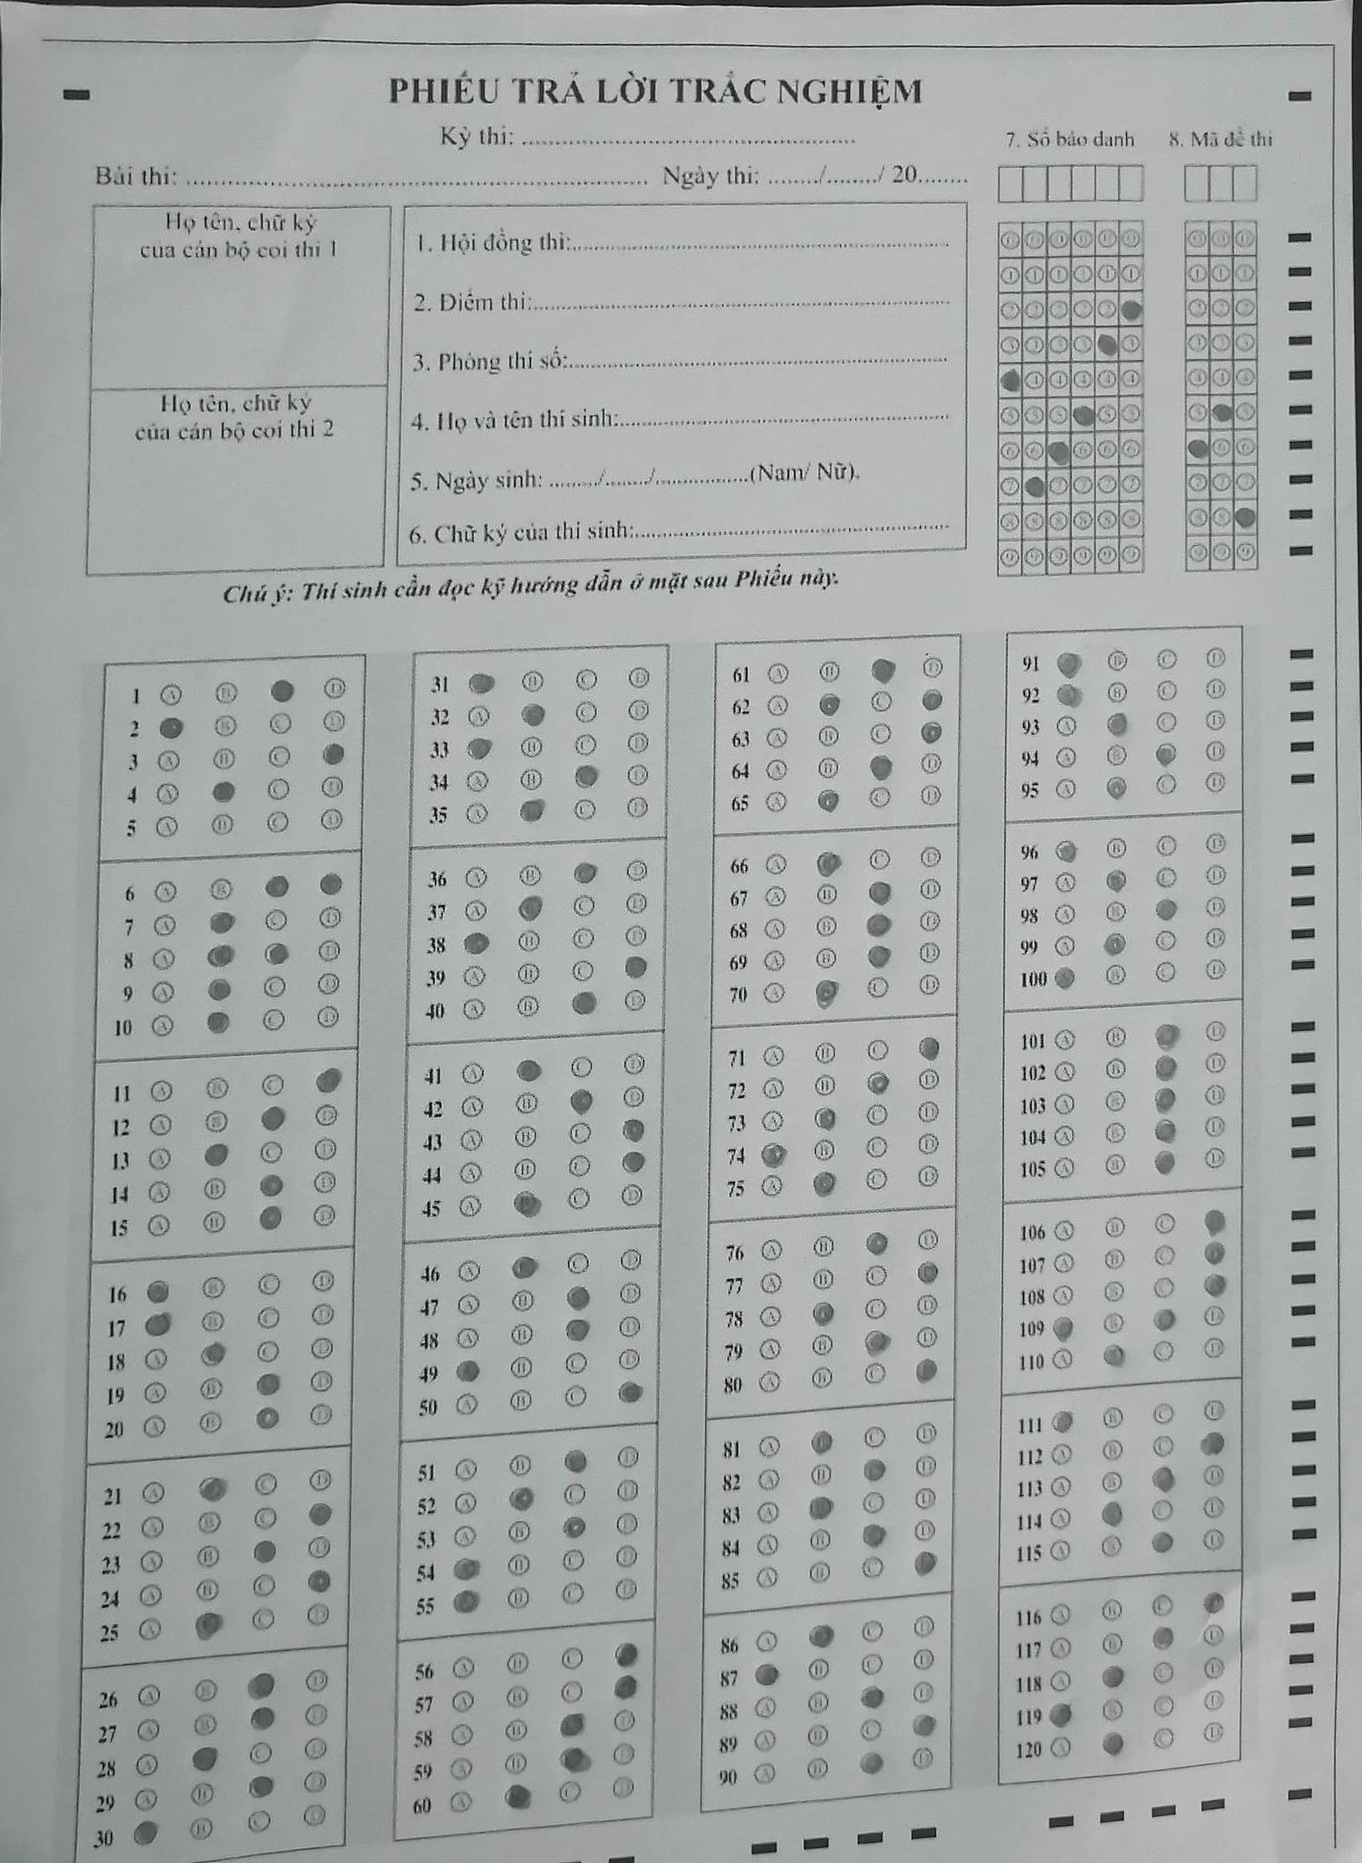 PHIẾU TRẢ LỜI TRẮC NGHIỆM
Kỳ thi:
Bài thi: Ngày thi: ......../......../ 20........
7. Số báo danh 8. Mã đề thi
Họ tên, chữ ký
của cán bộ coi thi 1
Họ tên, chữ ký
của cán bộ coi thi 2
1. Hội đồng thi:
2. Điểm thi:
3. Phòng thi số:
4. Họ và tên thí sinh:
5. Ngày sinh: ......../......../................(Nam/ Nữ).
6. Chữ ký của thí sinh:
Chú ý: Thí sinh cần đọc kỹ hướng dẫn ở mặt sau Phiếu này.
1 A B D
2 B C D
3 A B C
4 A C D
5 A B C D
6 A B
7 A C D
8 A D
9 A C D
10 A C D
11 A B C
12 A B D
13 A C D
14 A B D
15 A B D
16 B C D
17 B C D
18 A C D
19 A B D
20 A B D
21 A C D
22 A B C
23 A B D
24 A B C
25 A C D
26 A B D
27 A B D
28 A C D
29 A B D
30 B C D
31 B C D
32 A C D
33 B C D
34 A B D
35 A C D
36 A B D
37 A C D
38 B C D
39 A B C
40 A B D
41 A C D
42 A B D
43 A B C
44 A B C
45 A C D
46 A C D
47 A B D
48 A B D
49 B C D
50 A B C
51 A B D
52 A C D
53 A B D
54 B C D
55 B C D
56 A B C
57 A B C
58 A B D
59 A B D
60 A C D
61 A B D
62 A C
63 A B C
64 A B D
65 A C D
66 A C D
67 A B D
68 A B D
69 A B D
70 A C D
71 A B C
72 A B D
73 A C D
74 B C D
75 A C D
76 A B D
77 A B C
78 A C D
79 A B D
80 A B C
81 A C D
82 A B D
83 A C D
84 A B D
85 A B C
86 A C D
87 B C D
88 A B D
89 A B C
90 A B D
91 B C D
92 B C D
93 A C D
94 A B D
95 A C D
96 B C D
97 A C D
98 A B D
99 A C D
100 B C D
101 A B D
102 A B D
103 A B D
104 A B D
105 A B D
106 A B C
107 A B C
108 A B C
109 B D
110 A C D
111 B C D
112 A B C
113 A B D
114 A C D
115 A B D
116 A B C
117 A B D
118 A C D
119 B C D
120 A C D